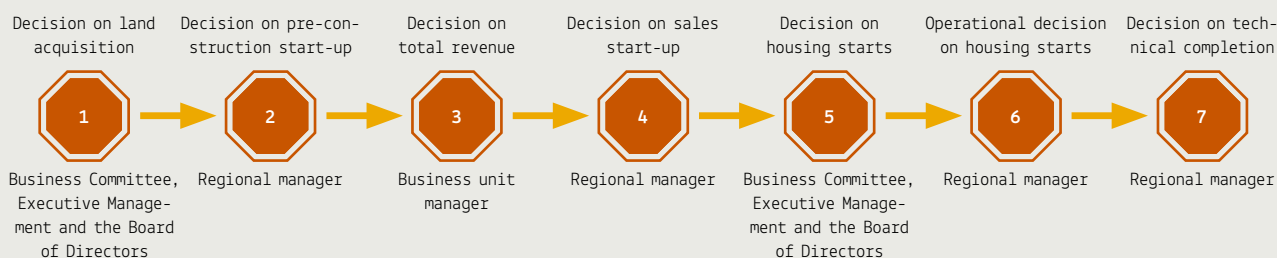 Decision on land
acquisition
Decision on pre-con-
struction start-up
Decision on
total revenue
Decision on sales
start-up
Decision on
housing starts
Operational decision
on housing starts
Decision on tech-
nical completion
1
2
3
4
5
6
7
Business Committee,
Executive Manage-
ment and the Board
of Directors
Regional manager
Business unit
manager
Regional manager
Business Committee,
Executive Manage-
ment and the Board
of Directors
Regional manager
Regional manager